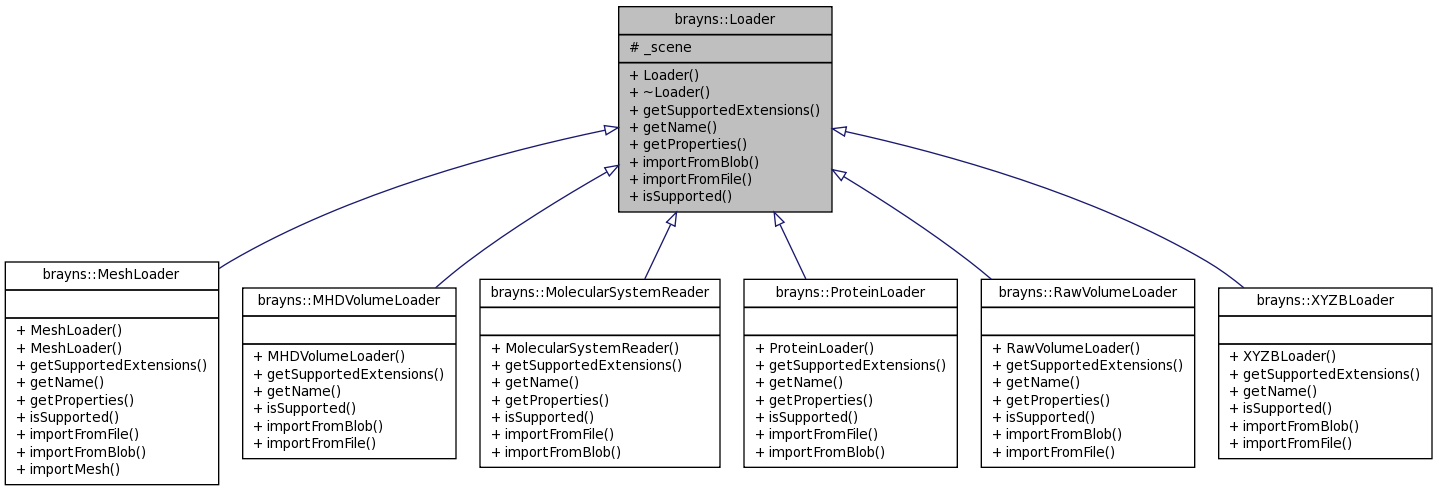 brayns::Loader
# _scene
+ Loader()
+ ~Loader()
+ getSupportedExtensions()
+ getName()
+ getProperties()
+ importFromBlob()
+ importFromFile()
+ isSupported()
brayns::MeshLoader
+ MeshLoader()
+ MeshLoader()
+ getSupportedExtensions()
+ getName()
+ getProperties()
+ isSupported()
+ importFromFile()
+ importFromBlob()
+ importMesh()
brayns::MHDVolumeLoader
+ MHDVolumeLoader()
+ getSupportedExtensions()
+ getName()
+ isSupported()
+ importFromBlob()
+ importFromFile()
brayns::MolecularSystemReader
+ MolecularSystemReader()
+ getSupportedExtensions()
+ getName()
+ getProperties()
+ isSupported()
+ importFromFile()
+ importFromBlob()
brayns::ProteinLoader
+ ProteinLoader()
+ getSupportedExtensions()
+ getName()
+ getProperties()
+ isSupported()
+ importFromFile()
+ importFromBlob()
brayns::RawVolumeLoader
+ RawVolumeLoader()
+ getSupportedExtensions()
+ getName()
+ getProperties()
+ isSupported()
+ importFromBlob()
+ importFromFile()
brayns::XYZBLoader
+ XYZBLoader()
+ getSupportedExtensions()
+ getName()
+ isSupported()
+ importFromBlob()
+ importFromFile()